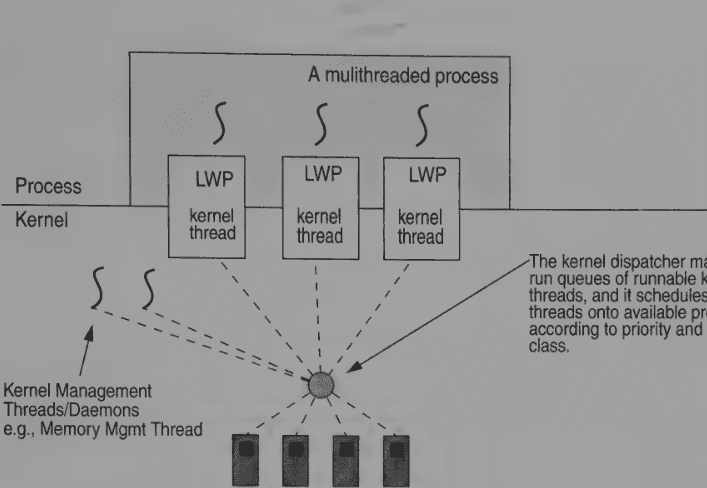 A mulithreaded process
LWP
LWP
LWP
Process
Kernel
kernel
thread
kernel
thread
kernel
thread
The kernel dispatcher
run queues of runnable
threads, and it schedules
threads onto available
according to priority and
class.
Kernel Management
Threads/Daemons
e.g., Memory Mgmt Thread